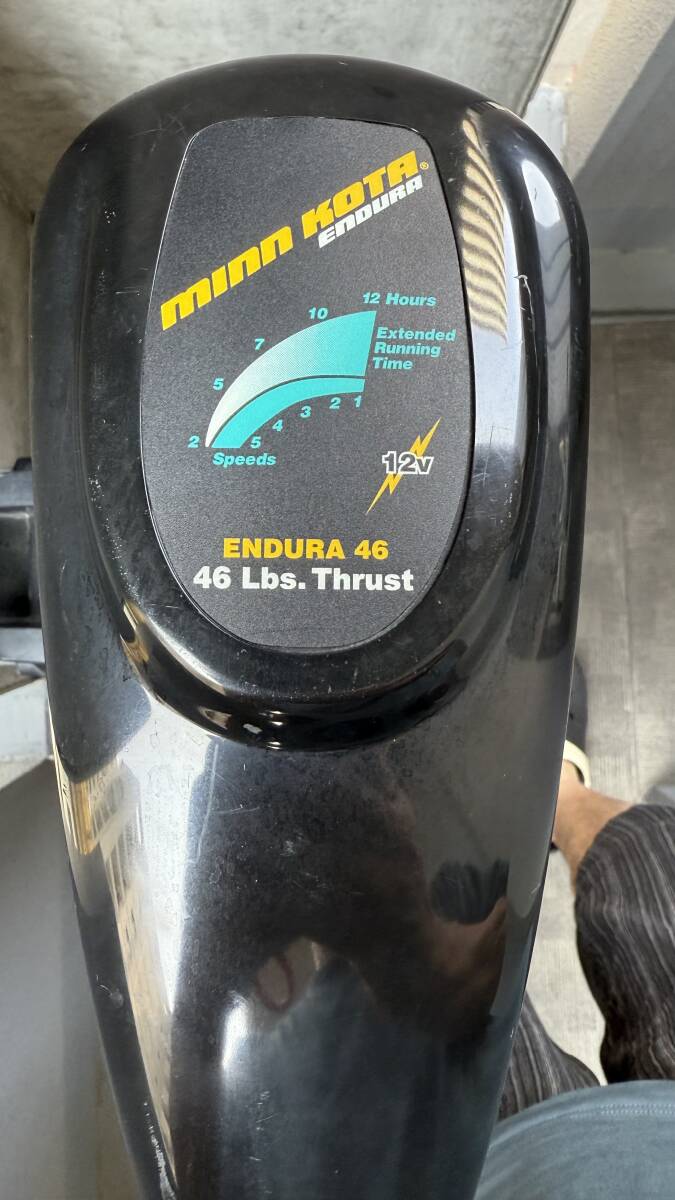 MINN KOTA®
ENDURA
12 Hours
10
7
5
2
Extended
Running
Time
1
2
3
4
5
Speeds
12v
ENDURA 46
46 Lbs. Thrust